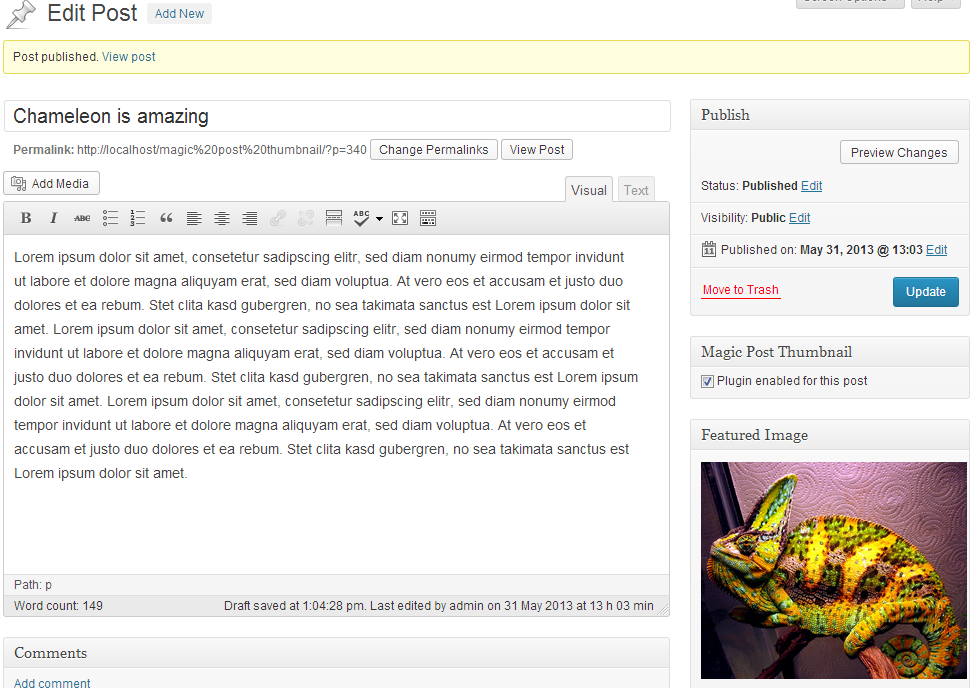 Edit Post Add New
Post published. View post
Chameleon is amazing
Permalink: http://localhost/magic%20post%20thumbnail/?p=340 Change Permalinks View Post
Add Media
Visual Text
B I ABC ABC
Lorem ipsum dolor sit amet, consetetur sadipscing elitr, sed diam nonumy eirmod tempor invidunt
ut labore et dolore magna aliquyam erat, sed diam voluptua. At vero eos et accusam et justo duo
dolores et ea rebum. Stet clita kasd gubergren, no sea takimata sanctus est Lorem ipsum dolor sit
amet. Lorem ipsum dolor sit amet, consetetur sadipscing elitr, sed diam nonumy eirmod tempor
invidunt ut labore et dolore magna aliquyam erat, sed diam voluptua. At vero eos et accusam et
justo duo dolores et ea rebum. Stet clita kasd gubergren, no sea takimata sanctus est Lorem ipsum
dolor sit amet. Lorem ipsum dolor sit amet, consetetur sadipscing elitr, sed diam nonumy eirmod
tempor invidunt ut labore et dolore magna aliquyam erat, sed diam voluptua. At vero eos et
accusam et justo duo dolores et ea rebum. Stet clita kasd gubergren, no sea takimata sanctus est
Lorem ipsum dolor sit amet.
Path: p
Word count: 149 Draft saved at 1:04:28 pm. Last edited by admin on 31 May 2013 at 13 h 03 min
Comments
Add comment
Publish
Preview Changes
Status: Published Edit
Visibility: Public Edit
11 Published on: May 31, 2013 @ 13:03 Edit
Move to Trash Update
Magic Post Thumbnail
Plugin enabled for this post
Featured Image